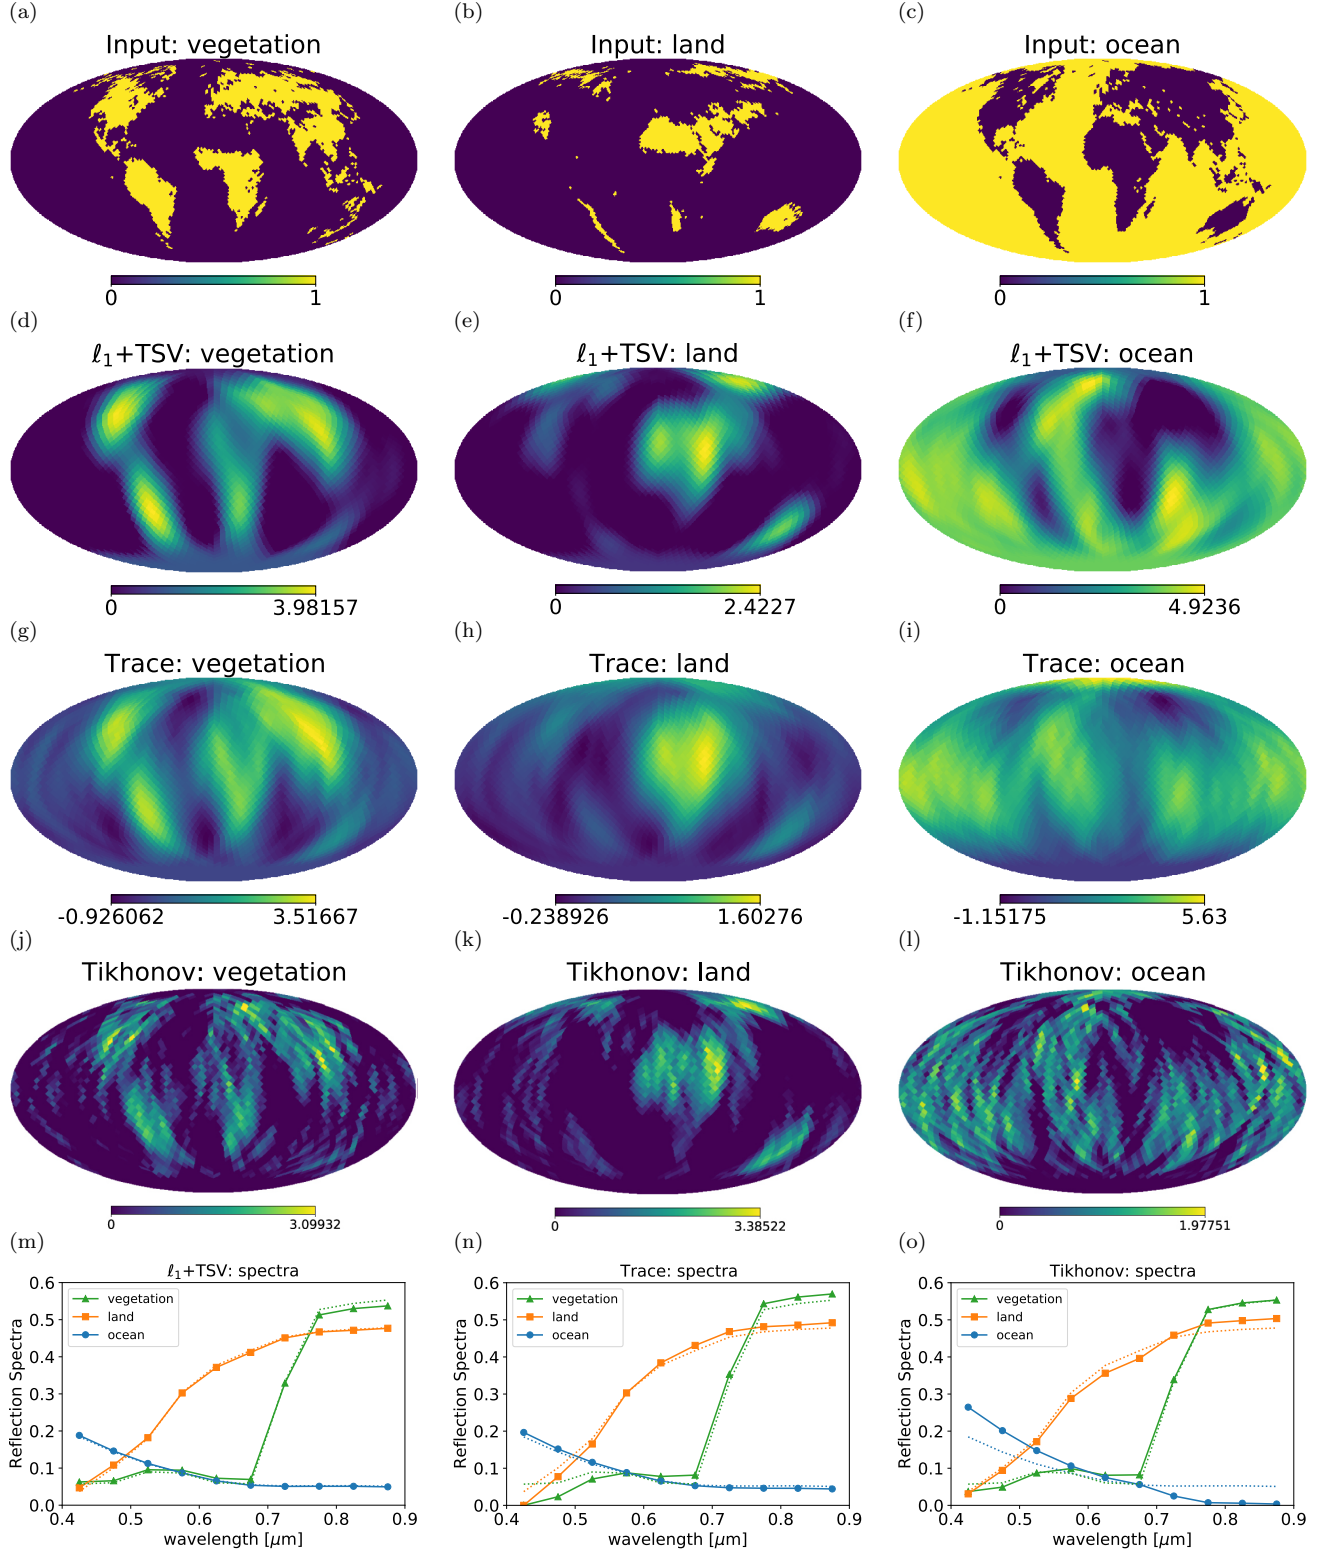 (a) (b) (c)
Input: vegetation Input: land Input: ocean
0 1 0 1 0 1
(d) (e) (f)
ℓ₁+TSV: vegetation ℓ₁+TSV: land ℓ₁+TSV: ocean
0 3.98157 0 2.4227 0 4.9236
(g) (h) (i)
Trace: vegetation Trace: land Trace: ocean
-0.926062 3.51667 -0.238926 1.60276 -1.15175 5.63
(j) (k) (l)
Tikhonov: vegetation Tikhonov: land Tikhonov: ocean
0 3.09932 0 3.38522 0 1.97751
(m) (n) (o)
ℓ₁+TSV: spectra Trace: spectra Tikhonov: spectra
Reflection Spectra
0.6
0.5
0.4
0.3
0.2
0.1
0.0
vegetation
land
ocean
0.4 0.5 0.6 0.7 0.8 0.9
wavelength [μm]
Reflection Spectra
0.6
0.5
0.4
0.3
0.2
0.1
0.0
vegetation
land
ocean
0.4 0.5 0.6 0.7 0.8 0.9
wavelength [μm]
Reflection Spectra
0.6
0.5
0.4
0.3
0.2
0.1
0.0
vegetation
land
ocean
0.4 0.5 0.6 0.7 0.8 0.9
wavelength [μm]